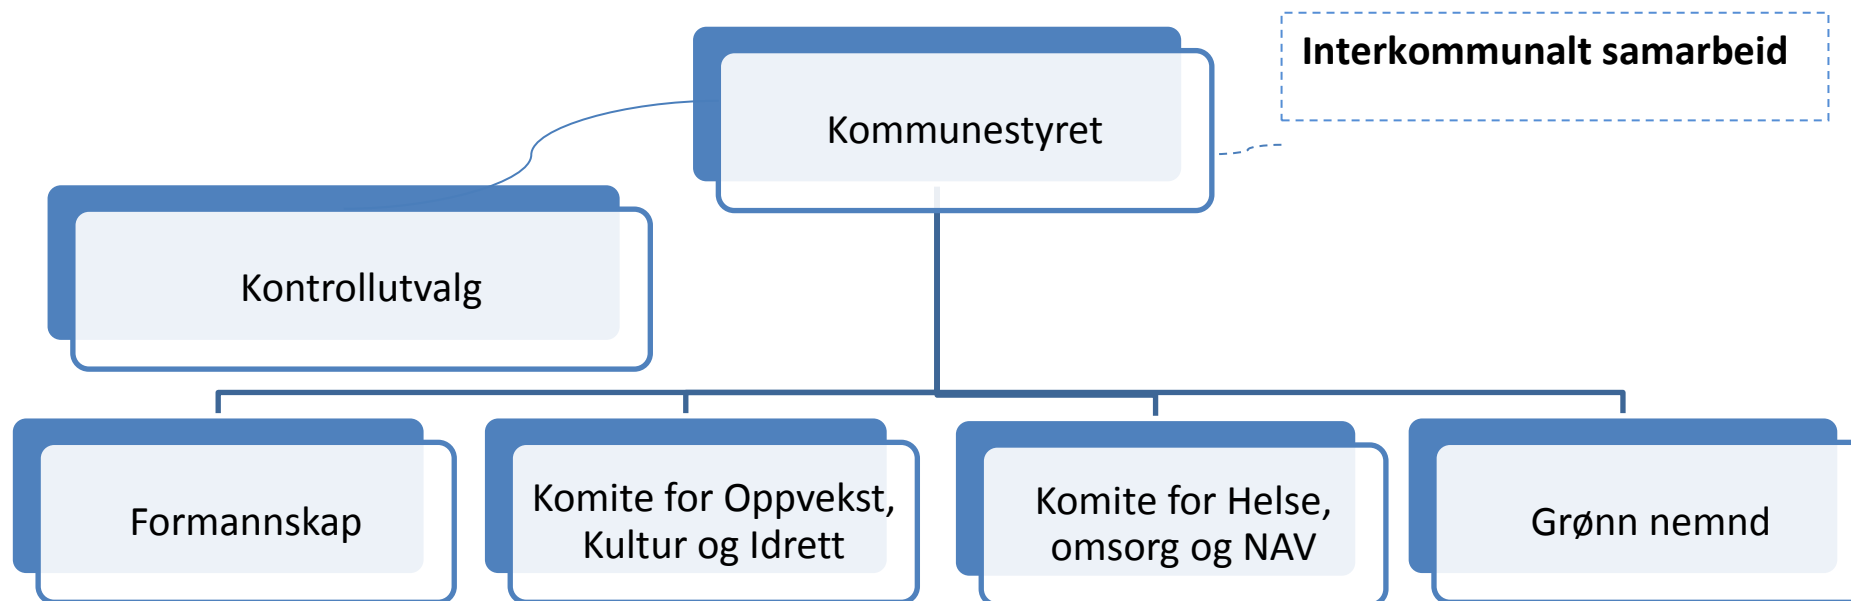 Interkommunalt samarbeid
Kommunestyret
Kontrollutvalg
Formannskap
Komite for Oppvekst,
Kultur og Idrett
Komite for Helse,
omsorg og NAV
Grønn nemnd